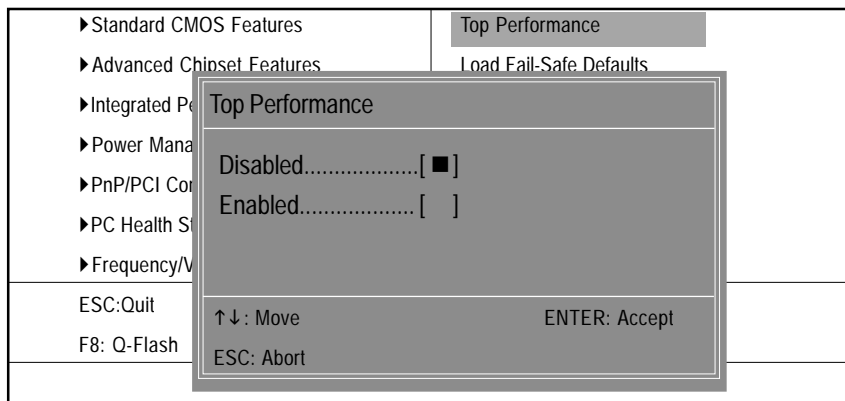 ▶Standard CMOS Features
▶Advanced Chipset Features
▶Integrated Pe
▶Power Mana
▶PnP/PCI Con
▶PC Health St
▶Frequency/V
Top Performance
Load Fail-Safe Defaults
Top Performance
Disabled...................[ ■ ]
Enabled................... [ ]
↑↓: Move ENTER: Accept
ESC: Abort
ESC:Quit
F8: Q-Flash